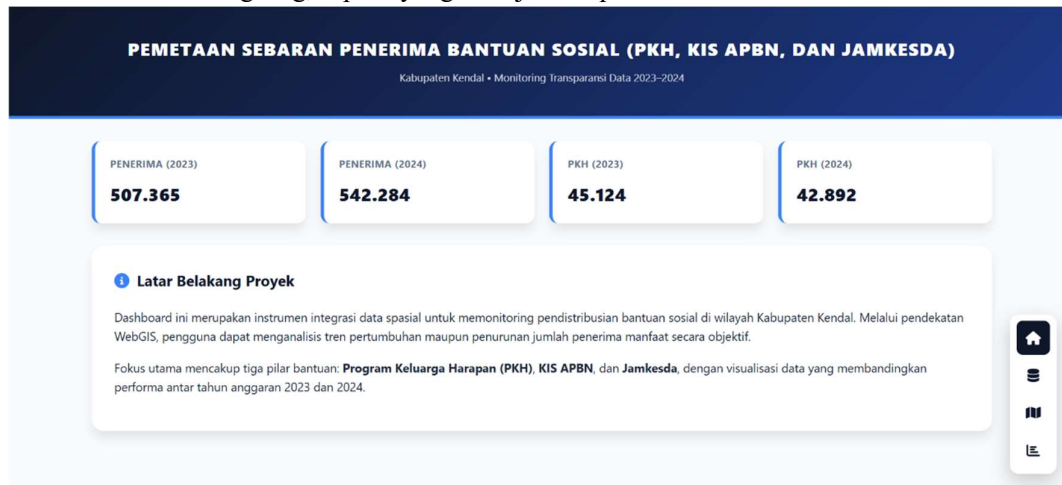 PEMETAAN SEBARAN PENERIMA BANTUAN SOSIAL (PKH, KIS APBN, DAN JAMKESDA)
Kabupaten Kendal • Monitoring Transparansi Data 2023–2024
PENERIMA (2023)
507.365
PENERIMA (2024)
542.284
PKH (2023)
45.124
PKH (2024)
42.892
Latar Belakang Proyek
Dashboard ini merupakan instrumen integrasi data spasial untuk memonitoring pendistribusian bantuan sosial di wilayah Kabupaten Kendal. Melalui pendekatan
WebGIS, pengguna dapat menganalisis tren pertumbuhan maupun penurunan jumlah penerima manfaat secara objektif.
Fokus utama mencakup tiga pilar bantuan: Program Keluarga Harapan (PKH), KIS APBN, dan Jamkesda, dengan visualisasi data yang membandingkan
performa antar tahun anggaran 2023 dan 2024.